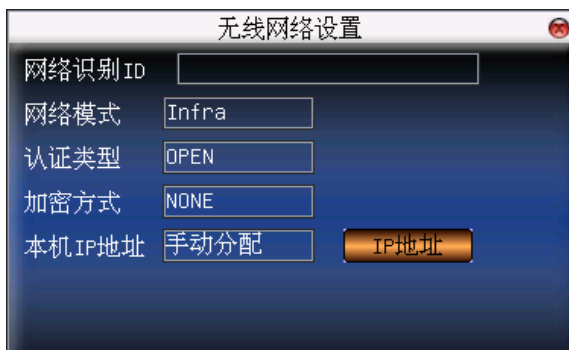 无线网络设置
网络识别ID
网络模式 Infra
认证类型 OPEN
加密方式 NONE
本机IP地址 手动分配 IP地址